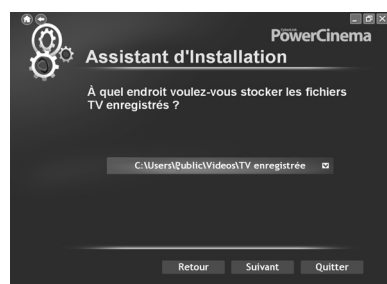 PowerCinema
Assistant d'Installation
À quel endroit voulez-vous stocker les fichiers
TV enregistrés ?
C:\Users\Public\Videos\TV enregistrée
Retour Suivant Quitter